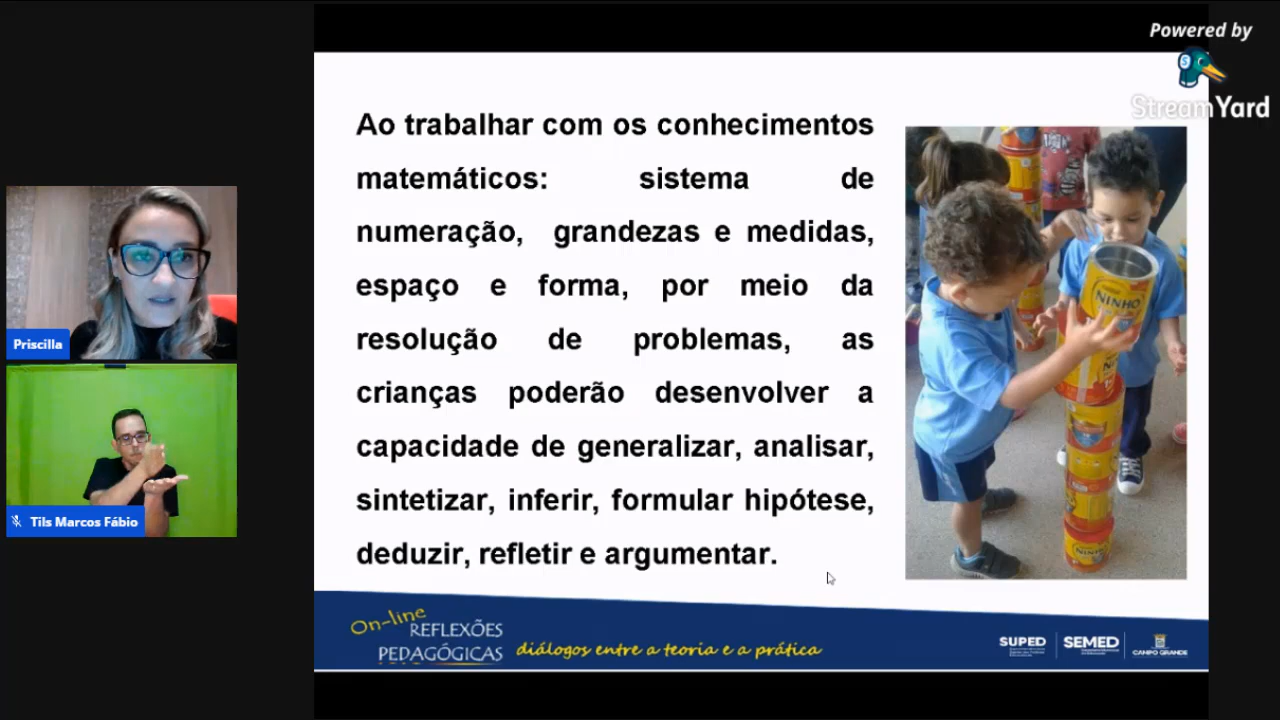 Powered by
StreamYard
Ao trabalhar com os conhecimentos
matemáticos: sistema de
numeração, grandezas e medidas,
espaço e forma, por meio da
resolução de problemas, as
crianças poderão desenvolver a
capacidade de generalizar, analisar,
sintetizar, inferir, formular hipótese,
deduzir, refletir e argumentar.
NINHO
NINHO
Priscilla
Tils Marcos Fábio
On-line
REFLEXÕES
PEDAGÓGICAS
diálogos entre a teoria e a prática
SUPED
SEMED
CAMPO GRANDE